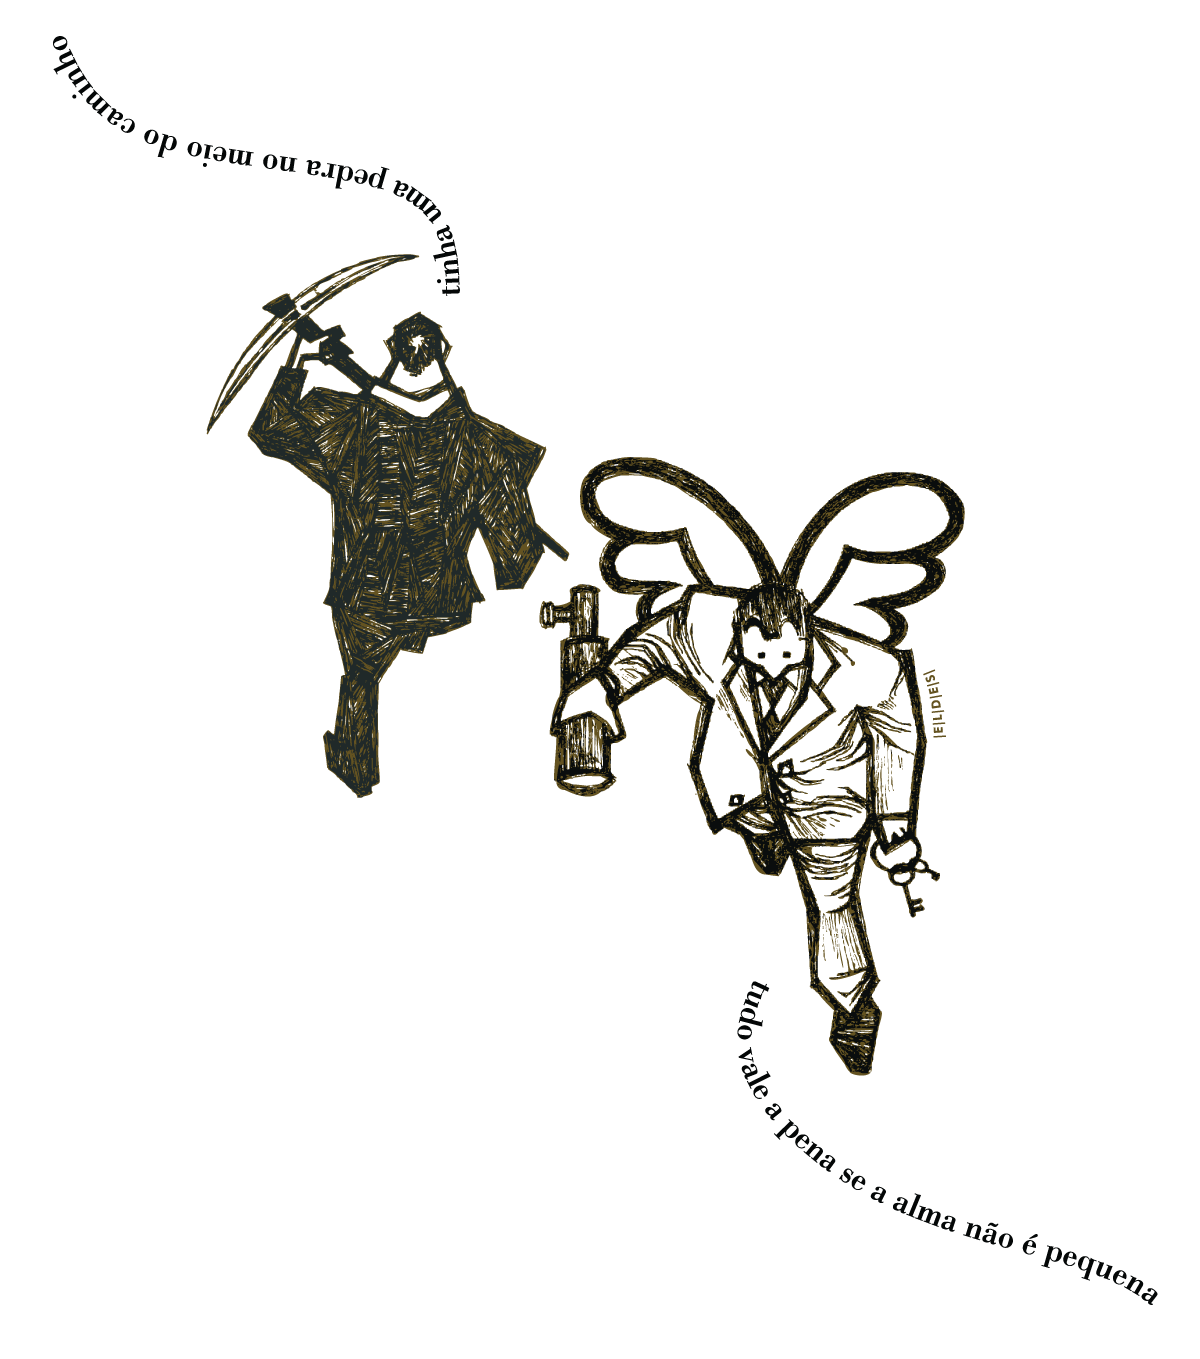 tinha uma pedra no meio do caminho
|E|L|D|E|S|
tudo vale a pena se a alma não é pequena